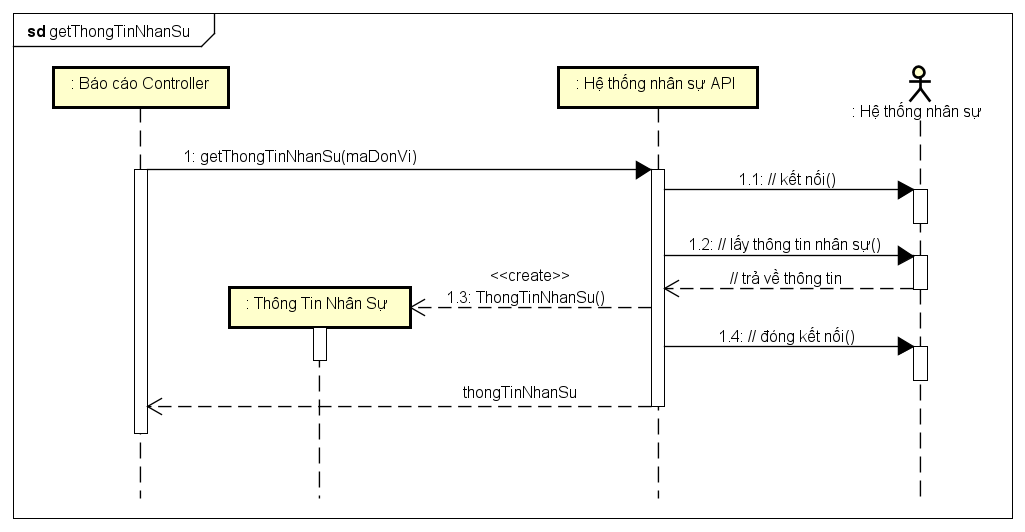 sd getThongTinNhanSu
: Báo cáo Controller
: Hệ thống nhân sự API
: Hệ thống nhân sự
1: getThongTinNhanSu(maDonVi)
1.1: // kết nối()
1.2: // lấy thông tin nhân sự()
// trả về thông tin
<<create>>
1.3: ThongTinNhanSu()
: Thông Tin Nhân Sự
1.4: // đóng kết nối()
thongTinNhanSu